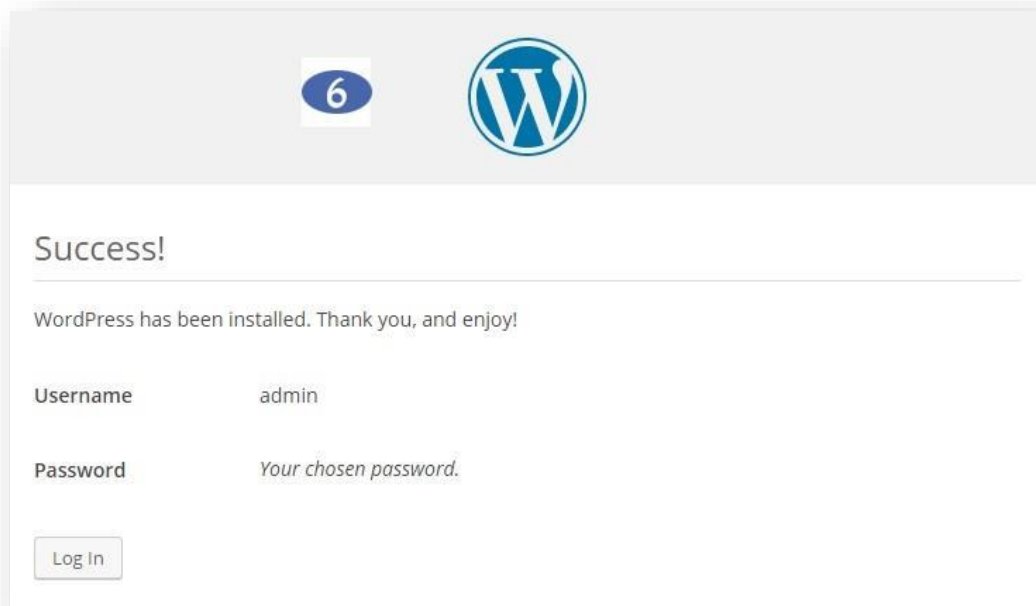 6
W
Success!
WordPress has been installed. Thank you, and enjoy!
Username admin
Password Your chosen password.
Log In